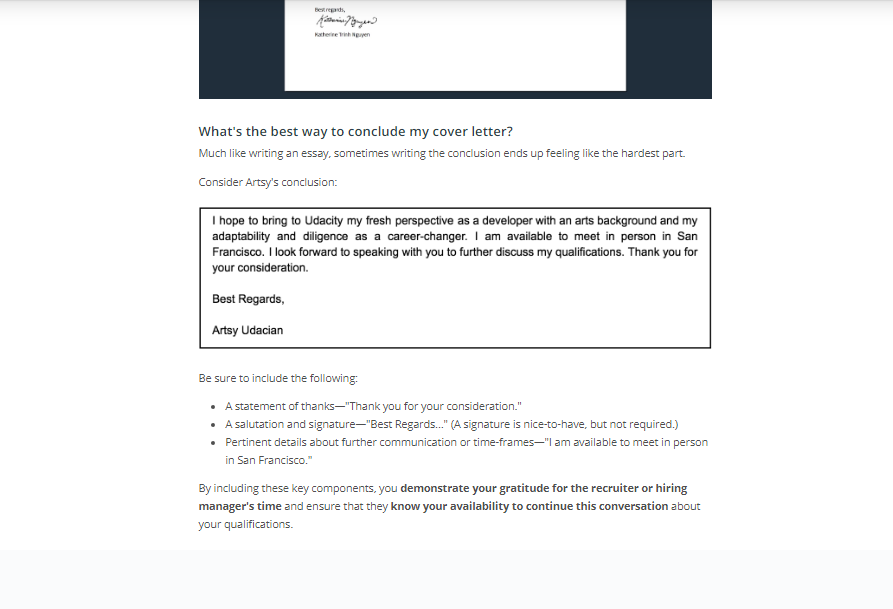 Best regards,
Katherine Trinh Nguyen
What's the best way to conclude my cover letter?
Much like writing an essay, sometimes writing the conclusion ends up feeling like the hardest part.
Consider Artsy's conclusion:
I hope to bring to Udacity my fresh perspective as a developer with an arts background and my
adaptability and diligence as a career-changer. I am available to meet in person in San
Francisco. I look forward to speaking with you to further discuss my qualifications. Thank you for
your consideration.
Best Regards,
Artsy Udacian
Be sure to include the following:
• A statement of thanks—"Thank you for your consideration."
• A salutation and signature—"Best Regards..." (A signature is nice-to-have, but not required.)
• Pertinent details about further communication or time-frames—"I am available to meet in person
in San Francisco."
By including these key components, you demonstrate your gratitude for the recruiter or hiring
manager's time and ensure that they know your availability to continue this conversation about
your qualifications.